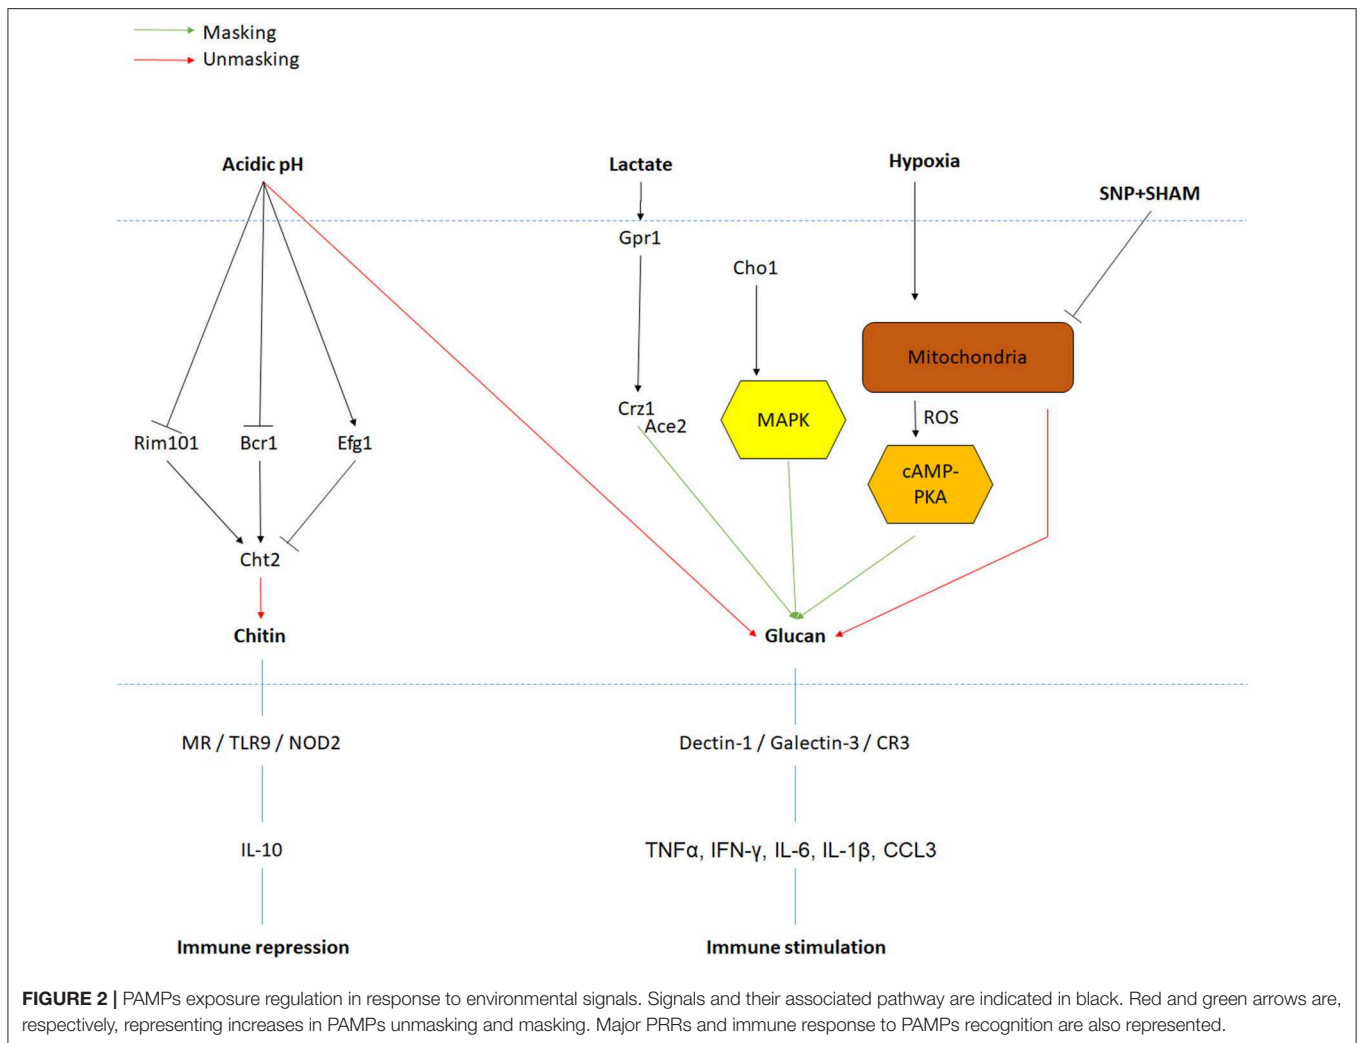 Masking
Unmasking
Acidic pH
Lactate
Hypoxia
SNP+SHAM
Gpr1
Cho1
Mitochondria
Crz1
Ace2
MAPK
ROS
Rim101
Bcr1
Efg1
cAMP-
PKA
Cht2
Chitin
Glucan
MR / TLR9 / NOD2
Dectin-1 / Galectin-3 / CR3
IL-10
TNFα, IFN-γ, IL-6, IL-1β, CCL3
Immune repression
Immune stimulation
FIGURE 2 | PAMPs exposure regulation in response to environmental signals. Signals and their associated pathway are indicated in black. Red and green arrows are,
respectively, representing increases in PAMPs unmasking and masking. Major PRRs and immune response to PAMPs recognition are also represented.